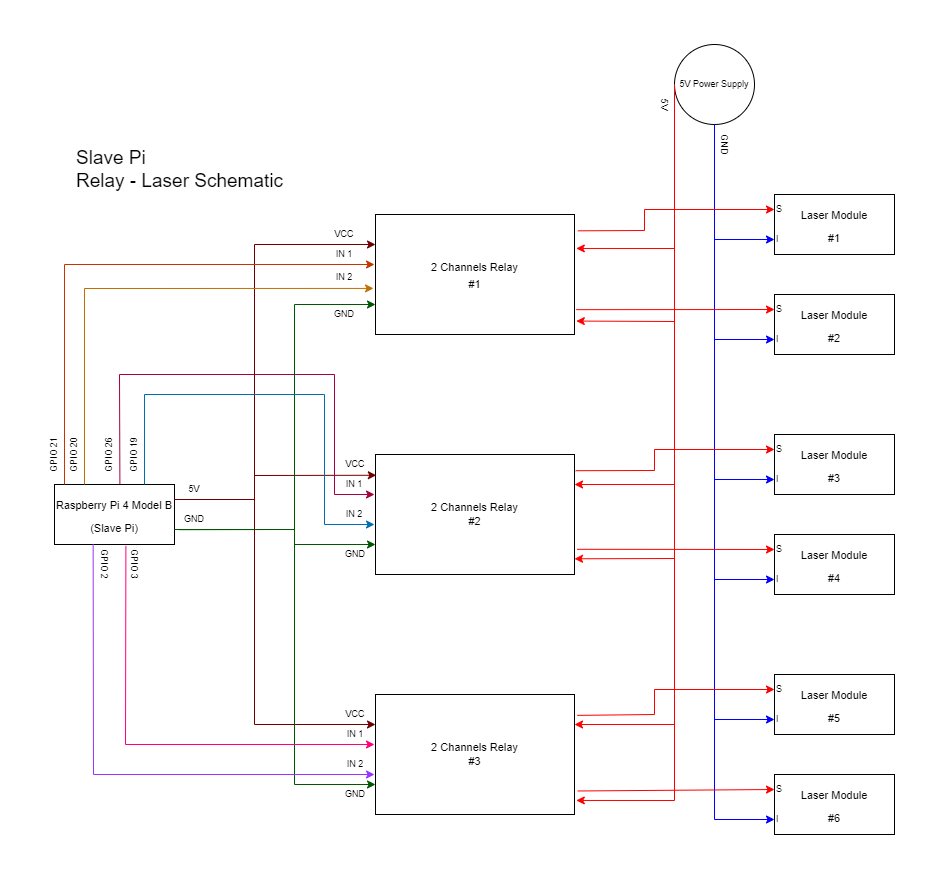 5V Power Supply
5V
GND
Slave Pi
Relay - Laser Schematic
S
Laser Module
#1
I
VCC
IN 1
2 Channels Relay
#1
IN 2
GND
S
Laser Module
#2
I
GPIO 21
GPIO 20
GPIO 26
GPIO 19
S
Laser Module
#3
I
VCC
IN 1
2 Channels Relay
#2
IN 2
GND
5V
Raspberry Pi 4 Model B
(Slave Pi)
GND
GPIO 2
GPIO 3
S
Laser Module
#4
I
S
Laser Module
#5
I
VCC
IN 1
2 Channels Relay
#3
IN 2
GND
S
Laser Module
#6
I